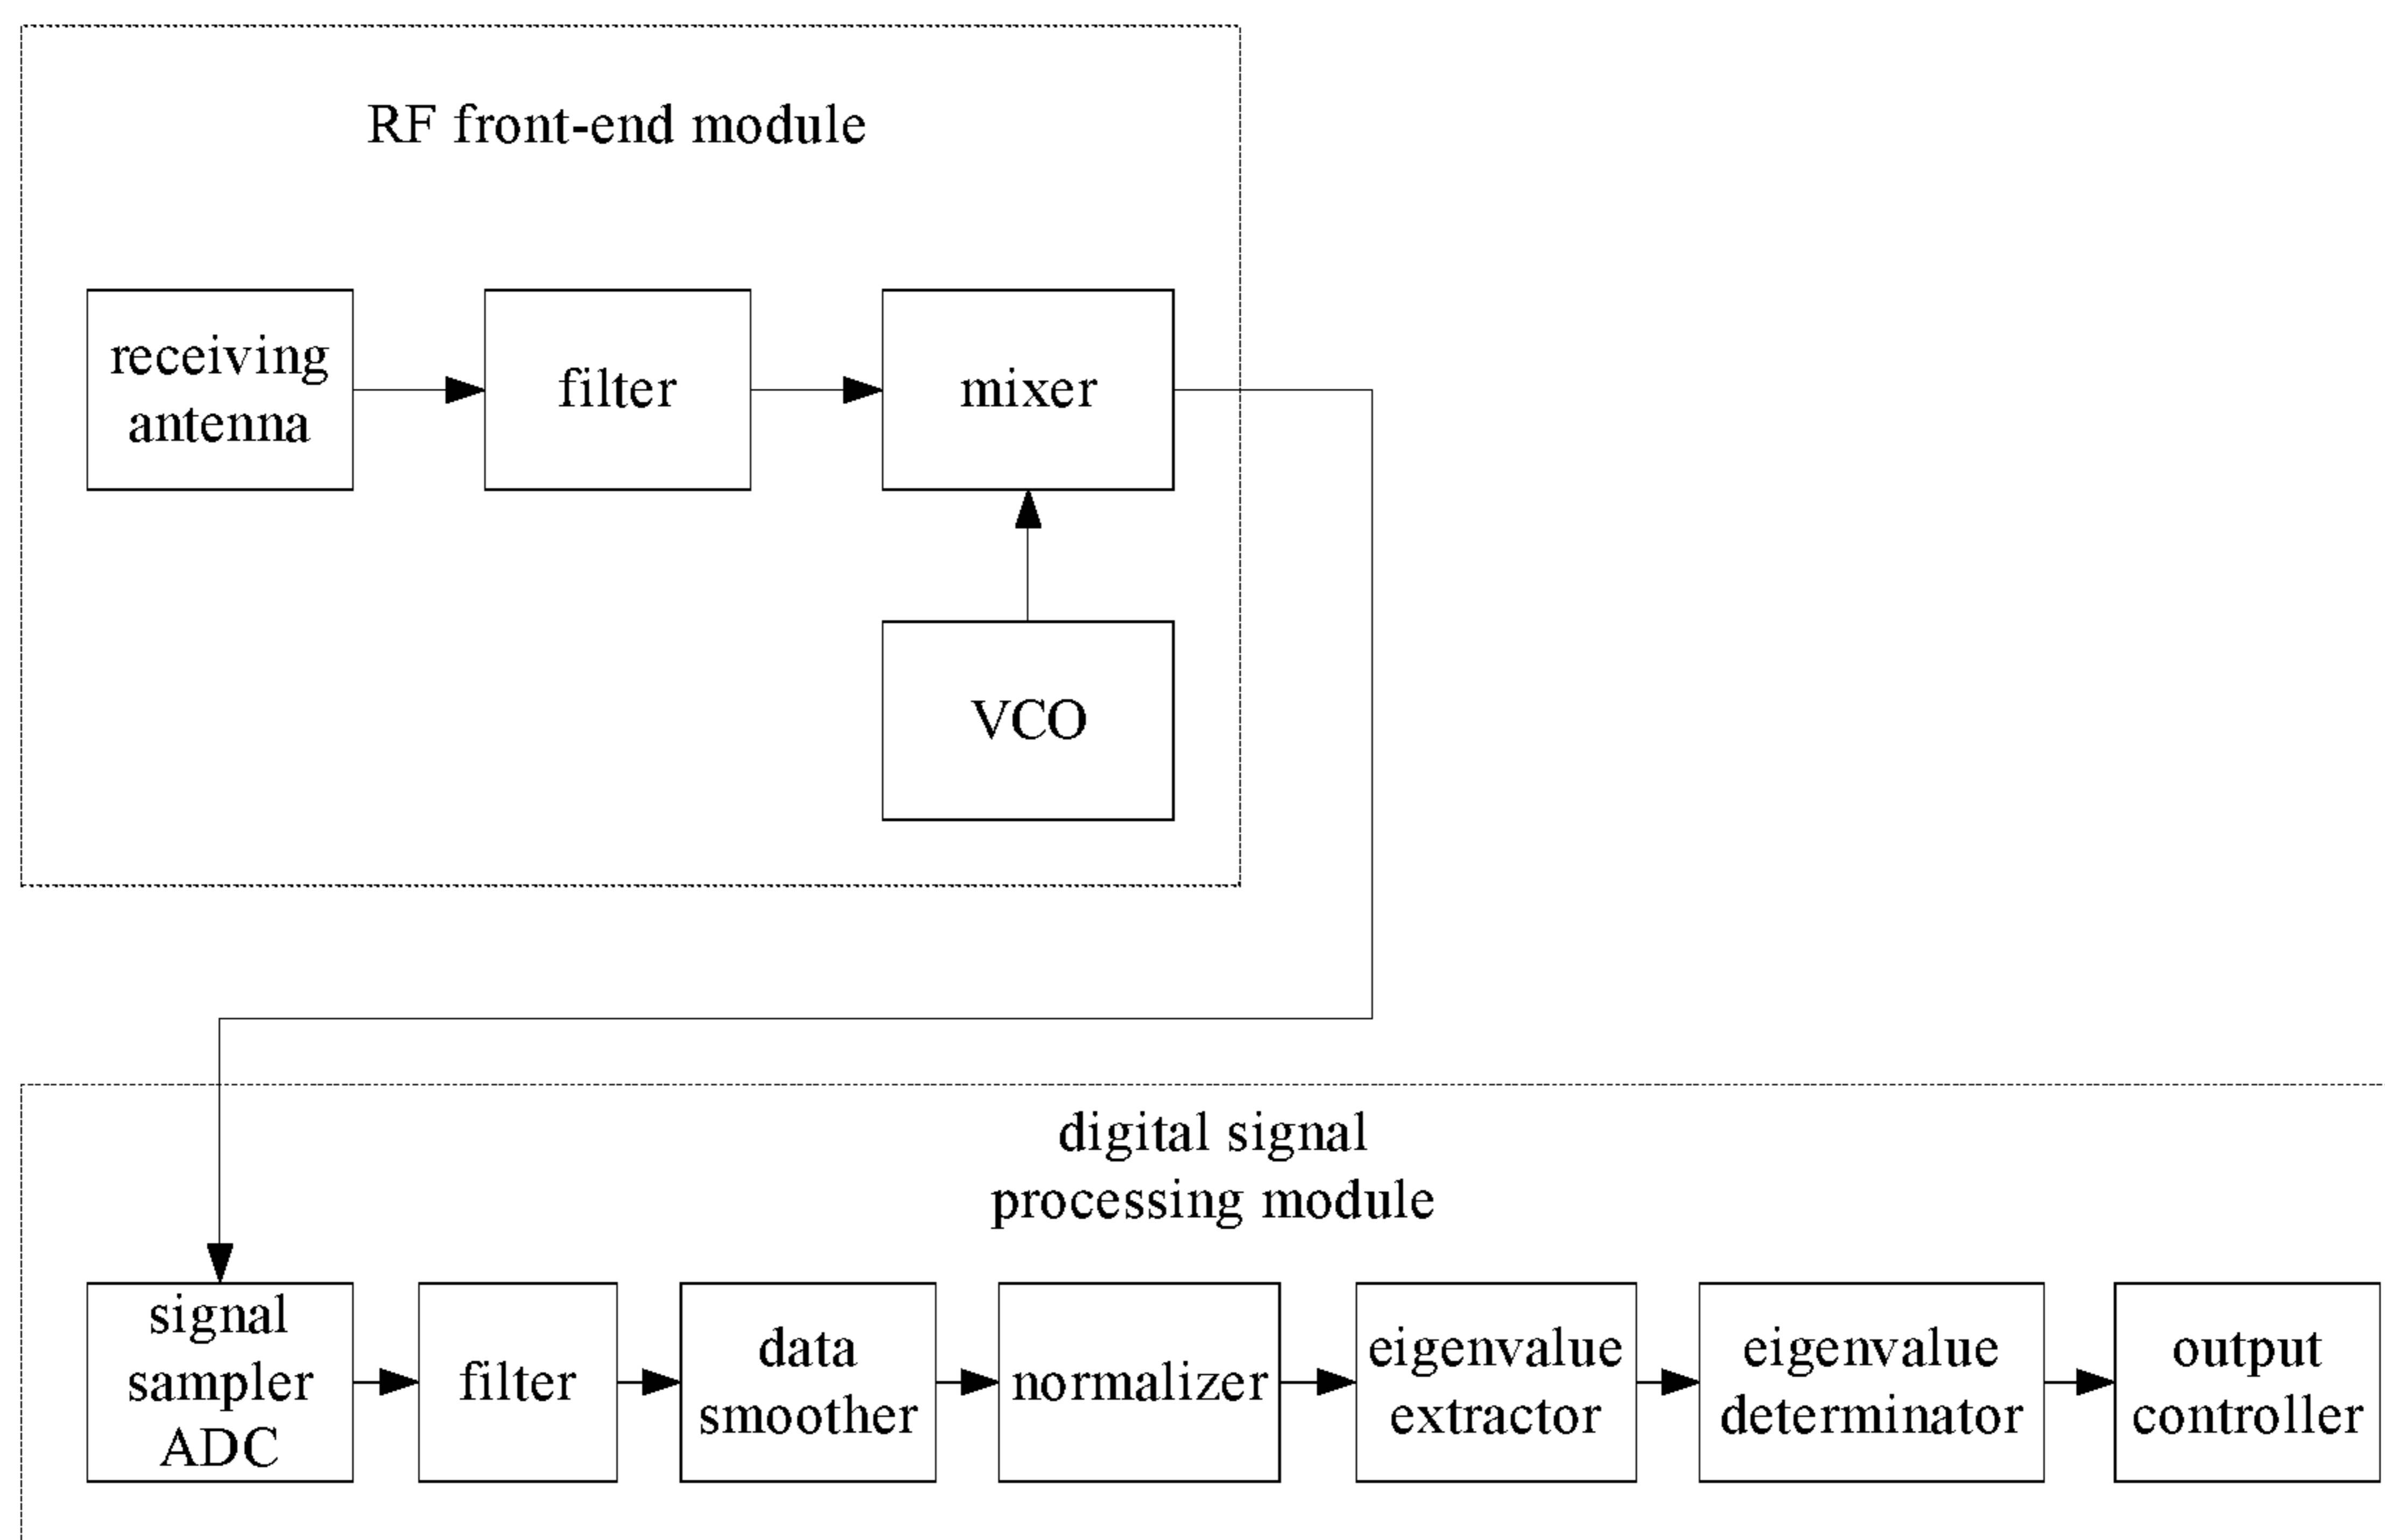 RF front-end module
receiving
antenna
filter
mixer
VCO
digital signal
processing module
signal
sampler
ADC
filter
data
smoother
normalizer
eigenvalue
extractor
eigenvalue
determinator
output
controller